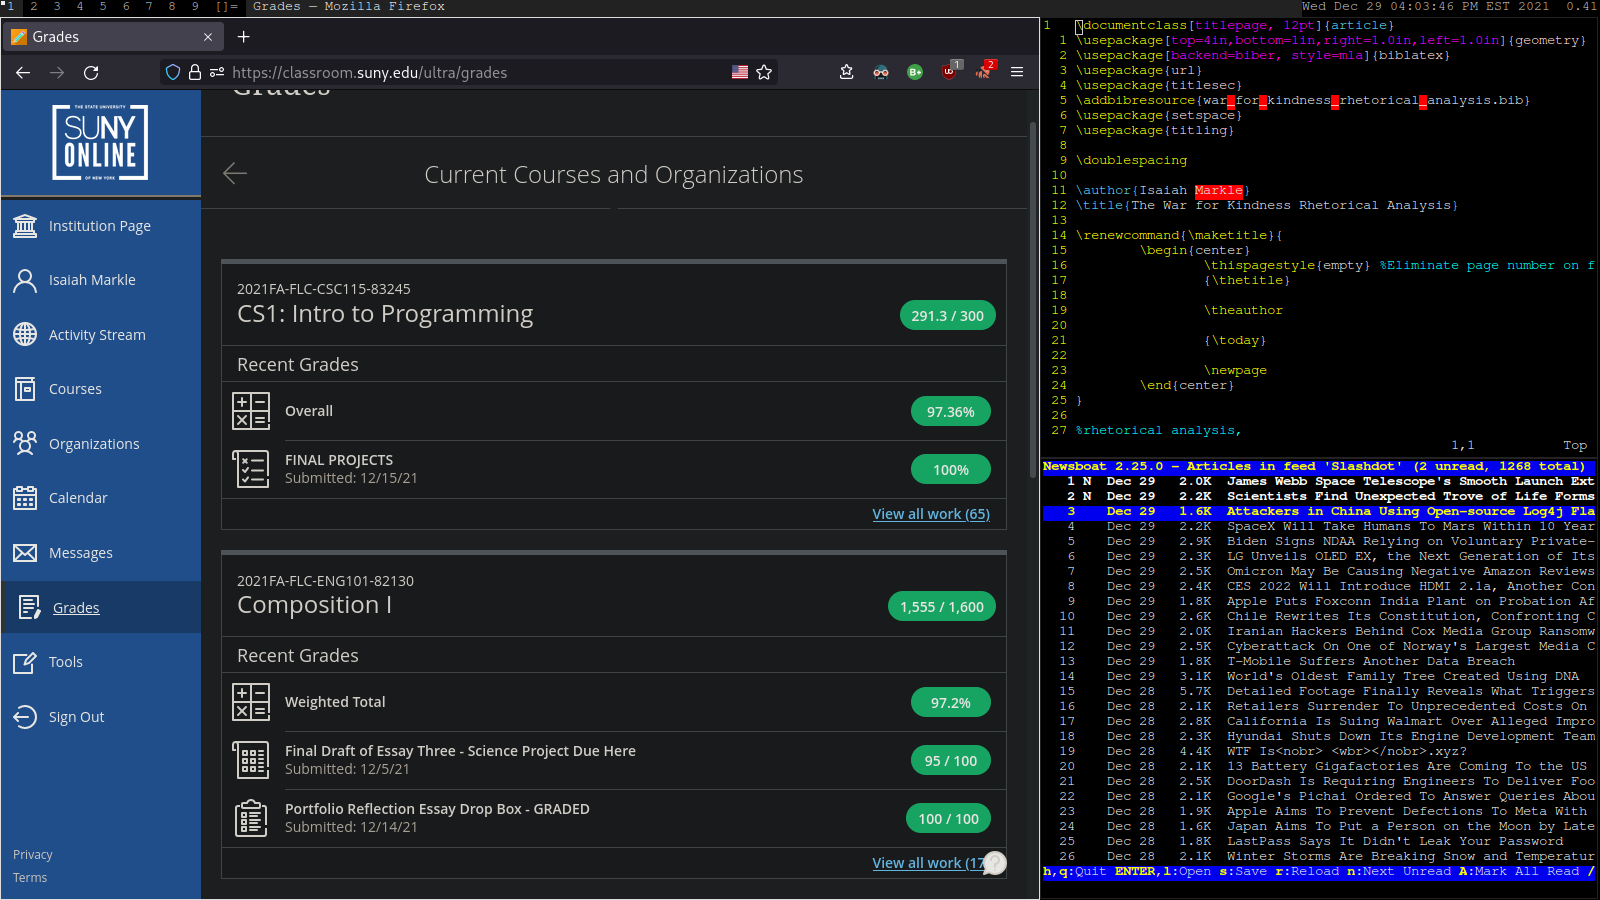 1 2 3 4 5 6 7 8 9 []= Grades — Mozilla Firefox
Wed Dec 29 04:03:46 PM EST 2021 0.41
Grades
https://classroom.suny.edu/ultra/grades
1
2
THE STATE UNIVERSITY
SUNY
ONLINE
OF NEW YORK
Institution Page
Isaiah Markle
Activity Stream
Courses
Organizations
Calendar
Messages
Grades
Tools
Sign Out
Privacy
Terms
Grades
Current Courses and Organizations
2021FA-FLC-CSC115-83245
CS1: Intro to Programming
291.3 / 300
Recent Grades
Overall
97.36%
FINAL PROJECTS
Submitted: 12/15/21
100%
View all work (65)
2021FA-FLC-ENG101-82130
Composition I
1,555 / 1,600
Recent Grades
Weighted Total
97.2%
Final Draft of Essay Three - Science Project Due Here
Submitted: 12/5/21
95 / 100
Portfolio Reflection Essay Drop Box - GRADED
Submitted: 12/14/21
100 / 100
View all work (17
1 \documentclass[titlepage, 12pt]{article}
1 \usepackage[top=4in,bottom=1in,right=1.0in,left=1.0in]{geometry}
2 \usepackage[backend=biber, style=mla]{biblatex}
3 \usepackage{url}
4 \usepackage{titlesec}
5 \addbibresource{war_for_kindness_rhetorical_analysis.bib}
6 \usepackage{setspace}
7 \usepackage{titling}
8
9 \doublespacing
10
11 \author{Isaiah Markle}
12 \title{The War for Kindness Rhetorical Analysis}
13
14 \renewcommand{\maketitle}{
15 \begin{center}
16 \thispagestyle{empty} %Eliminate page number on f
17 {\thetitle}
18
19 \theauthor
20
21 {\today}
22
23 \newpage
24 \end{center}
25 }
26
27 %rhetorical analysis,
1,1 Top
Newsboat 2.25.0 - Articles in feed 'Slashdot' (2 unread, 1268 total)
1 N Dec 29 2.0K James Webb Space Telescope's Smooth Launch Ext
2 N Dec 29 2.2K Scientists Find Unexpected Trove of Life Forms
3 Dec 29 1.6K Attackers in China Using Open-source Log4j Fla
4 Dec 29 2.2K SpaceX Will Take Humans To Mars Within 10 Year
5 Dec 29 2.9K Biden Signs NDAA Relying on Voluntary Private-
6 Dec 29 2.3K LG Unveils OLED EX, the Next Generation of Its
7 Dec 29 2.5K Omicron May Be Causing Negative Amazon Reviews
8 Dec 29 2.4K CES 2022 Will Introduce HDMI 2.1a, Another Con
9 Dec 29 1.8K Apple Puts Foxconn India Plant on Probation Af
10 Dec 29 2.6K Chile Rewrites Its Constitution, Confronting C
11 Dec 29 2.0K Iranian Hackers Behind Cox Media Group Ransomw
12 Dec 29 2.5K Cyberattack On One of Norway's Largest Media C
13 Dec 29 1.8K T-Mobile Suffers Another Data Breach
14 Dec 29 3.1K World's Oldest Family Tree Created Using DNA
15 Dec 28 5.7K Detailed Footage Finally Reveals What Triggers
16 Dec 28 2.1K Retailers Surrender To Unprecedented Costs On
17 Dec 28 2.8K California Is Suing Walmart Over Alleged Impro
18 Dec 28 2.3K Hyundai Shuts Down Its Engine Development Team
19 Dec 28 4.4K WTF Is<nobr> <wbr></nobr>.xyz?
20 Dec 28 2.1K 13 Battery Gigafactories Are Coming To the US
21 Dec 28 2.5K DoorDash Is Requiring Engineers To Deliver Foo
22 Dec 28 2.1K Google's Pichai Ordered To Answer Queries Abou
23 Dec 28 1.9K Apple Aims To Prevent Defections To Meta With
24 Dec 28 1.6K Japan Aims To Put a Person on the Moon by Late
25 Dec 28 1.8K LastPass Says It Didn't Leak Your Password
26 Dec 28 2.1K Winter Storms Are Breaking Snow and Temperatur
h,q:Quit ENTER,l:Open s:Save r:Reload n:Next Unread A:Mark All Read /